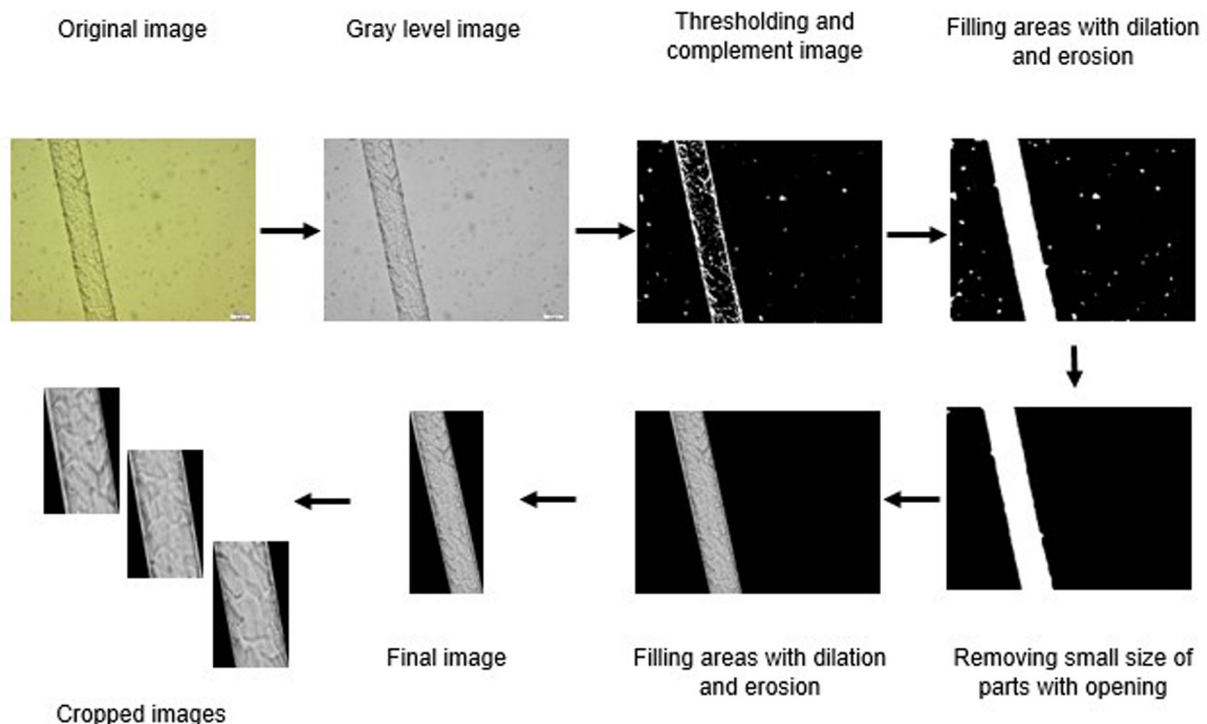 Original image
Gray level image
Thresholding and
complement image
Filling areas with dilation
and erosion
Cropped images
Final image
Filling areas with dilation
and erosion
Removing small size of
parts with opening